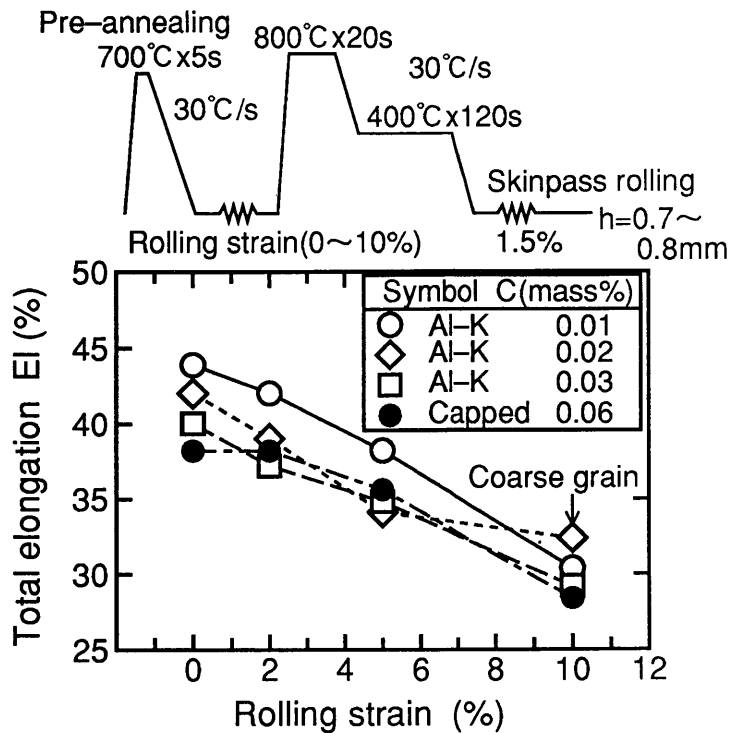 Pre–annealing
700℃x5s
800℃x20s
30℃/s
30℃/s
400℃x120s
Skinpass rolling
Rolling strain(0～10%)
1.5%
h=0.7～
0.8mm
Symbol C(mass%)
Al–K 0.01
Al–K 0.02
Al–K 0.03
Capped 0.06
Coarse grain
Total elongation El (%)
50
45
40
35
30
25
0 2 4 6 8 10 12
Rolling strain (%)